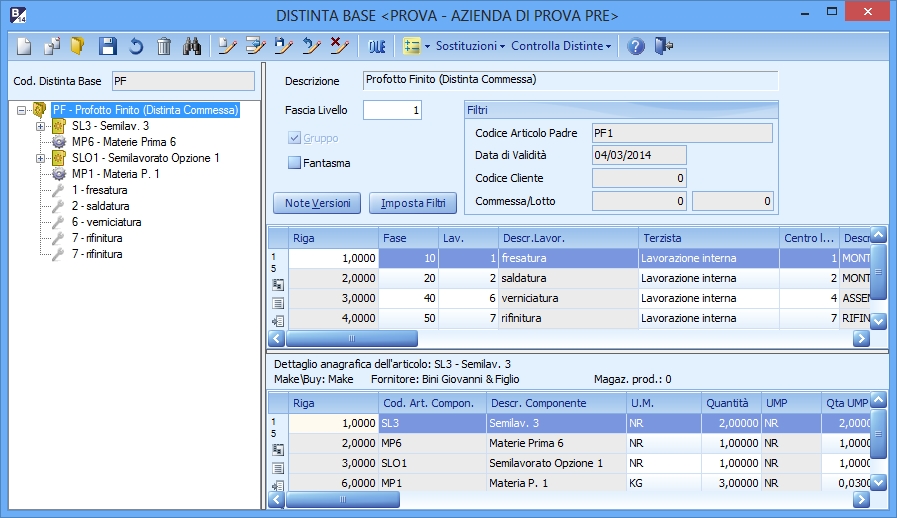 B 14 DISTINTA BASE <PROVA - AZIENDA DI PROVA PRE>
OLE Sostituzioni Controlla Distinte
Cod. Distinta Base PF
PF - Profotto Finito (Distinta Commessa)
SL3 - Semilav. 3
MP6 - Materie Prima 6
SLO1 - Semilavorato Opzione 1
MP1 - Materia P. 1
1 - fresatura
2 - saldatura
6 - verniciatura
7 - rifinitura
7 - rifinitura
Descrizione Profotto Finito (Distinta Commessa)
Fascia Livello 1
Gruppo
Fantasma
Note Versioni Imposta Filtri
Filtri
Codice Articolo Padre PF1
Data di Validità 04/03/2014
Codice Cliente 0
Commessa/Lotto 0 0
Riga Fase Lav. Descr.Lavor. Terzista Centro l... Descr
1 5
1,0000 10 1 fresatura Lavorazione interna 1 MONT
2,0000 20 2 saldatura Lavorazione interna 2 MONT
3,0000 40 6 verniciatura Lavorazione interna 4 ASSEN
4,0000 50 7 rifinitura Lavorazione interna 7 RIFIN
Dettaglio anagrafica dell'articolo: SL3 - Semilav. 3
Make\Buy: Make Fornitore: Bini Giovanni & Figlio Magaz. prod.: 0
Riga Cod. Art. Compon. Descr. Componente U.M. Quantità UMP Qta UMP
1 5
1,0000 SL3 Semilav. 3 NR 2,00000 NR 2,0000
2,0000 MP6 Materie Prima 6 NR 1,00000 NR 1,0000
3,0000 SLO1 Semilavorato Opzione 1 NR 1,00000 NR 1,0000
6,0000 MP1 Materia P. 1 KG 3,00000 NR 0,0300